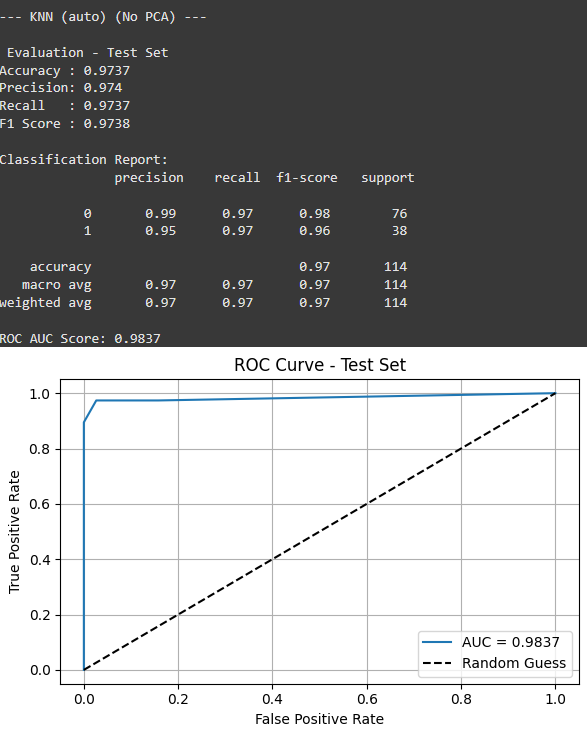 --- KNN (auto) (No PCA) ---
Evaluation - Test Set
Accuracy : 0.9737
Precision: 0.974
Recall   : 0.9737
F1 Score : 0.9738
Classification Report:
precision    recall  f1-score   support
0       0.99      0.97      0.98        76
1       0.95      0.97      0.96        38
accuracy                           0.97       114
macro avg       0.97      0.97      0.97       114
weighted avg       0.97      0.97      0.97       114
ROC AUC Score: 0.9837
ROC Curve - Test Set
1.0
0.8
0.6
0.4
0.2
0.0
True Positive Rate
AUC = 0.9837
Random Guess
0.0 0.2 0.4 0.6 0.8 1.0
False Positive Rate